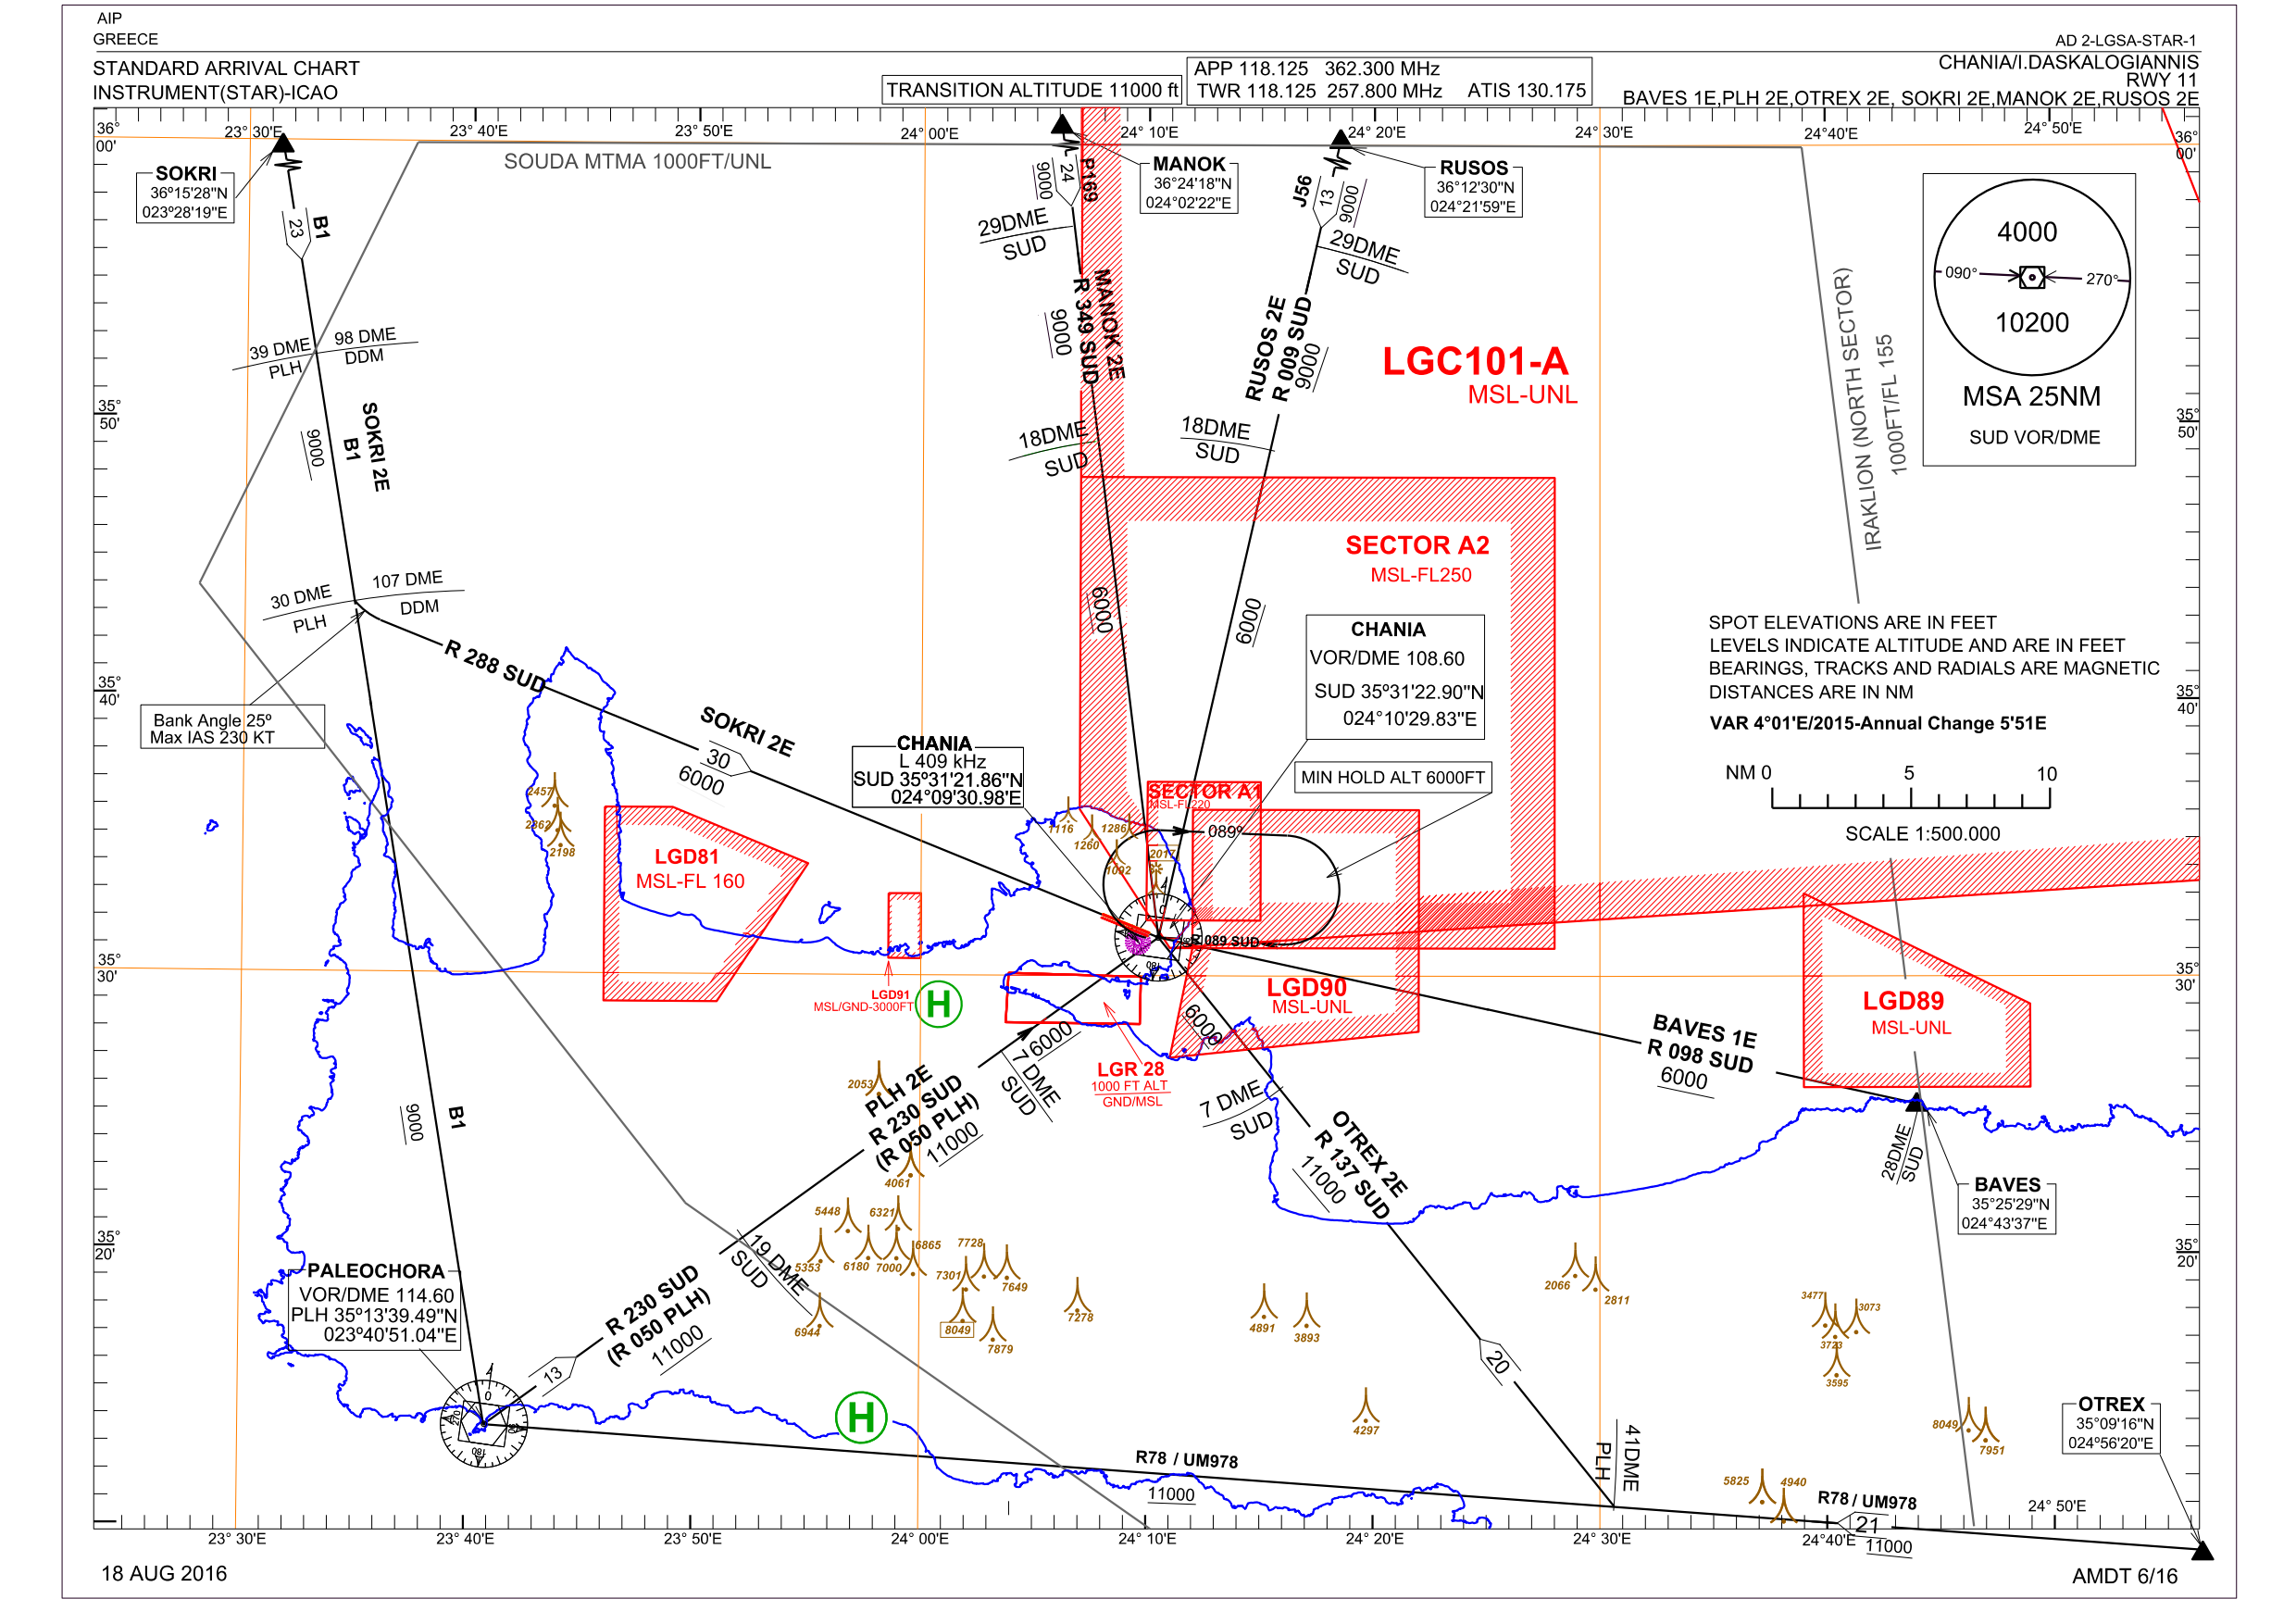 AIP
GREECE
AD 2-LGSA-STAR-1
STANDARD ARRIVAL CHART
INSTRUMENT(STAR)-ICAO
TRANSITION ALTITUDE 11000 ft
APP 118.125 362.300 MHz
TWR 118.125 257.800 MHz ATIS 130.175
CHANIA/I.DASKALOGIANNIS
RWY 11
BAVES 1E,PLH 2E,OTREX 2E, SOKRI 2E,MANOK 2E,RUSOS 2E
36°
00'
23° 30'E
23° 40'E
23° 50'E
24° 00'E
24° 10'E
24° 20'E
24° 30'E
24° 40'E
24° 50'E
36°
00'
SOUDA MTMA 1000FT/UNL
SOKRI
36º15'28"N
023º28'19"E
23
B1
MANOK
36°24'18"N
024°02'22"E
9000
24
P169
RUSOS
36°12'30"N
024°21'59"E
J56
13
9000
29DME
SUD
29DME
SUD
4000
090°
270°
10200
MSA 25NM
SUD VOR/DME
R 349 SUD
MANOK 2E
9000
RUSOS 2E
R 009 SUD
9000
LGC101-A
MSL-UNL
IRAKLION (NORTH SECTOR)
1000FT/FL 155
39 DME
PLH
98 DME
DDM
35°
50'
35°
50'
SOKRI 2E
B1
9000
18DME
SUD
18DME
SUD
SECTOR A2
MSL-FL250
30 DME
PLH
107 DME
DDM
6000
6000
CHANIA
VOR/DME 108.60
SUD 35º31'22.90"N
024°10'29.83"E
SPOT ELEVATIONS ARE IN FEET
LEVELS INDICATE ALTITUDE AND ARE IN FEET
BEARINGS, TRACKS AND RADIALS ARE MAGNETIC
DISTANCES ARE IN NM
VAR 4°01'E/2015-Annual Change 5'51E
R 288 SUD
35°
40'
35°
40'
Bank Angle 25º
Max IAS 230 KT
SOKRI 2E
30
6000
CHANIA
L 409 kHz
SUD 35º31'21.86"N
024°09'30.98'E
MIN HOLD ALT 6000FT
NM 0 5 10
SCALE 1:500.000
2457
2362
2198
SECTOR A1
MSL-FL220
1116
1260
1286
1092
2017
089°
LGD81
MSL-FL 160
R 089 SUD
35°
30'
35°
30'
LGD91
MSL/GND-3000FT
H
LGD90
MSL-UNL
LGD89
MSL-UNL
6000
BAVES 1E
R 098 SUD
6000
6000
7 DME
SUD
LGR 28
1000 FT ALT
GND/MSL
7 DME
SUD
2053
PLH 2E
R 230 SUD
(R 050 PLH)
11000
9000
B1
OTREX 2E
R 137 SUD
11000
28DME
SUD
BAVES
35°25'29"N
024°43'37"E
4061
5448
6321
5353
6180
7000
6865
7728
7301
7649
6944
8049
7879
7278
4891
3893
2066
2811
3477
3073
3723
3595
35°
20'
35°
20'
19 DME
SUD
PALEOCHORA
VOR/DME 114.60
PLH 35º13'39.49"N
023º40'51.04"E
R 230 SUD
(R 050 PLH)
11000
13
20
4297
8049
7951
OTREX
35°09'16"N
024°56'20"E
H
41DME
PLH
R78 / UM978
11000
5825
4940
R78 / UM978
21
11000
24° 50'E
23° 30'E
23° 40'E
23° 50'E
24° 00'E
24° 10'E
24° 20'E
24° 30'E
24°40'E
18 AUG 2016
AMDT 6/16